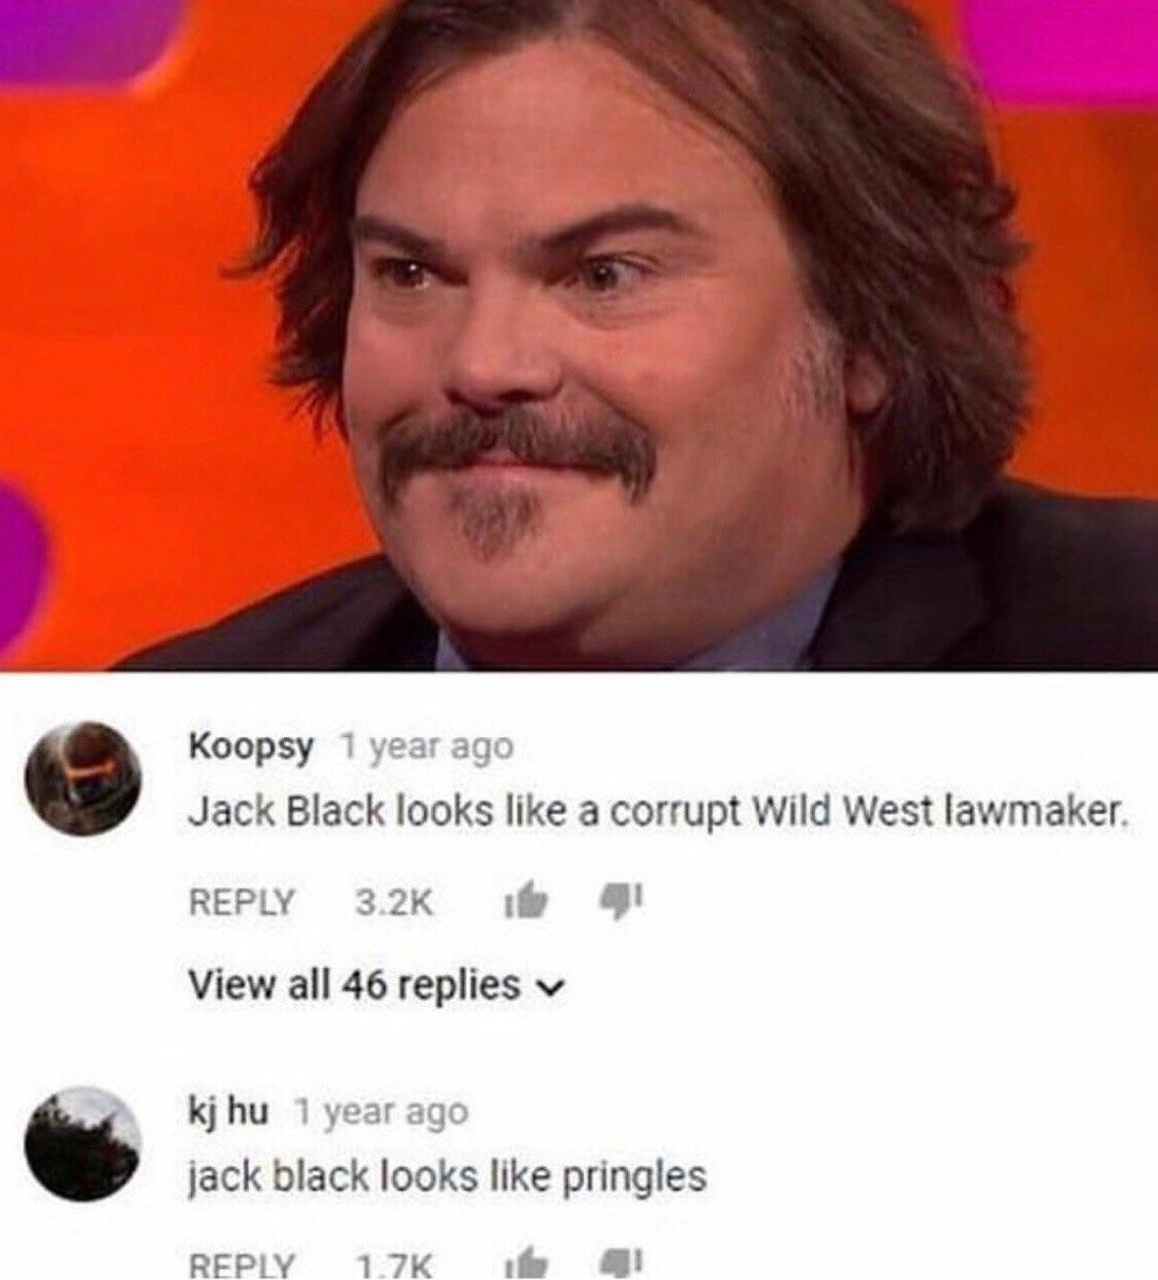 Koopsy 1 year ago
Jack Black looks like a corrupt Wild West lawmaker.
REPLY 3.2K
View all 46 replies
kj hu 1 year ago
jack black looks like pringles
REPLY 1.7K